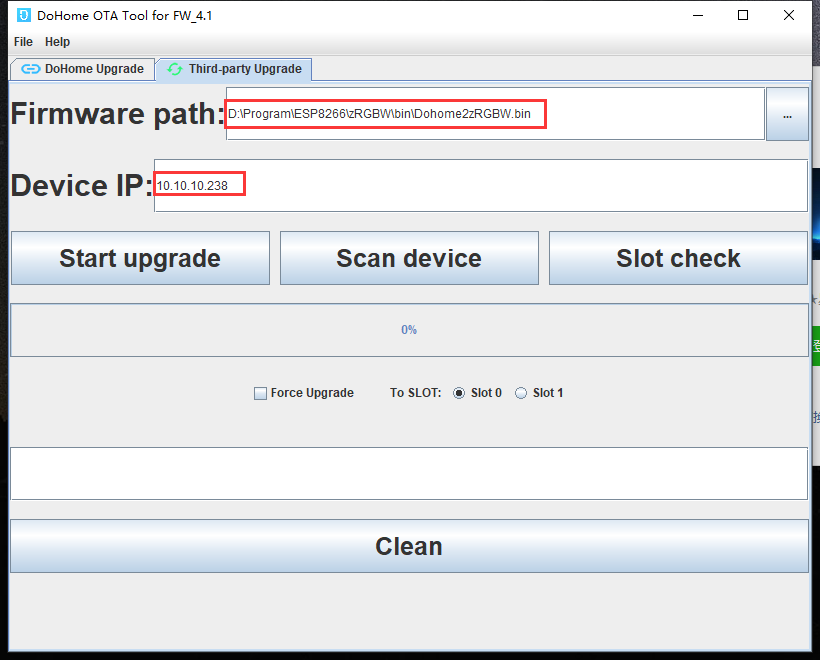 DoHome OTA Tool for FW_4.1
File Help
DoHome Upgrade Third-party Upgrade
Firmware path: D:\Program\ESP8266\zRGBW\bin\Dohome2zRGBW.bin ...
Device IP: 10.10.10.238
Start upgrade Scan device Slot check
0%
Force Upgrade To SLOT: Slot 0 Slot 1
Clean